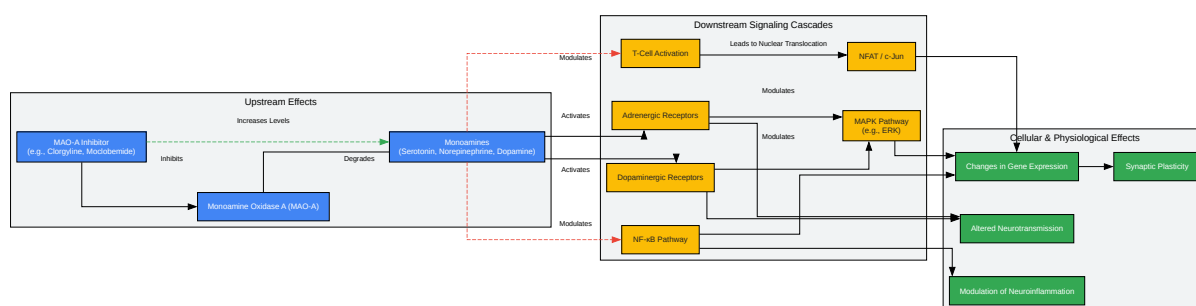 Downstream Signaling Cascades
T-Cell Activation
Leads to Nuclear Translocation
NFAT / c-Jun
Modulates
Upstream Effects
Increases Levels
MAO-A Inhibitor
(e.g., Clorgyline, Moclobemide)
Inhibits
Degrades
Monoamines
(Serotonin, Norepinephrine, Dopamine)
Monoamine Oxidase A (MAO-A)
Activates
Activates
Modulates
Adrenergic Receptors
Modulates
Modulates
MAPK Pathway
(e.g., ERK)
Dopaminergic Receptors
NF-κB Pathway
Cellular & Physiological Effects
Changes in Gene Expression
Synaptic Plasticity
Altered Neurotransmission
Modulation of Neuroinflammation